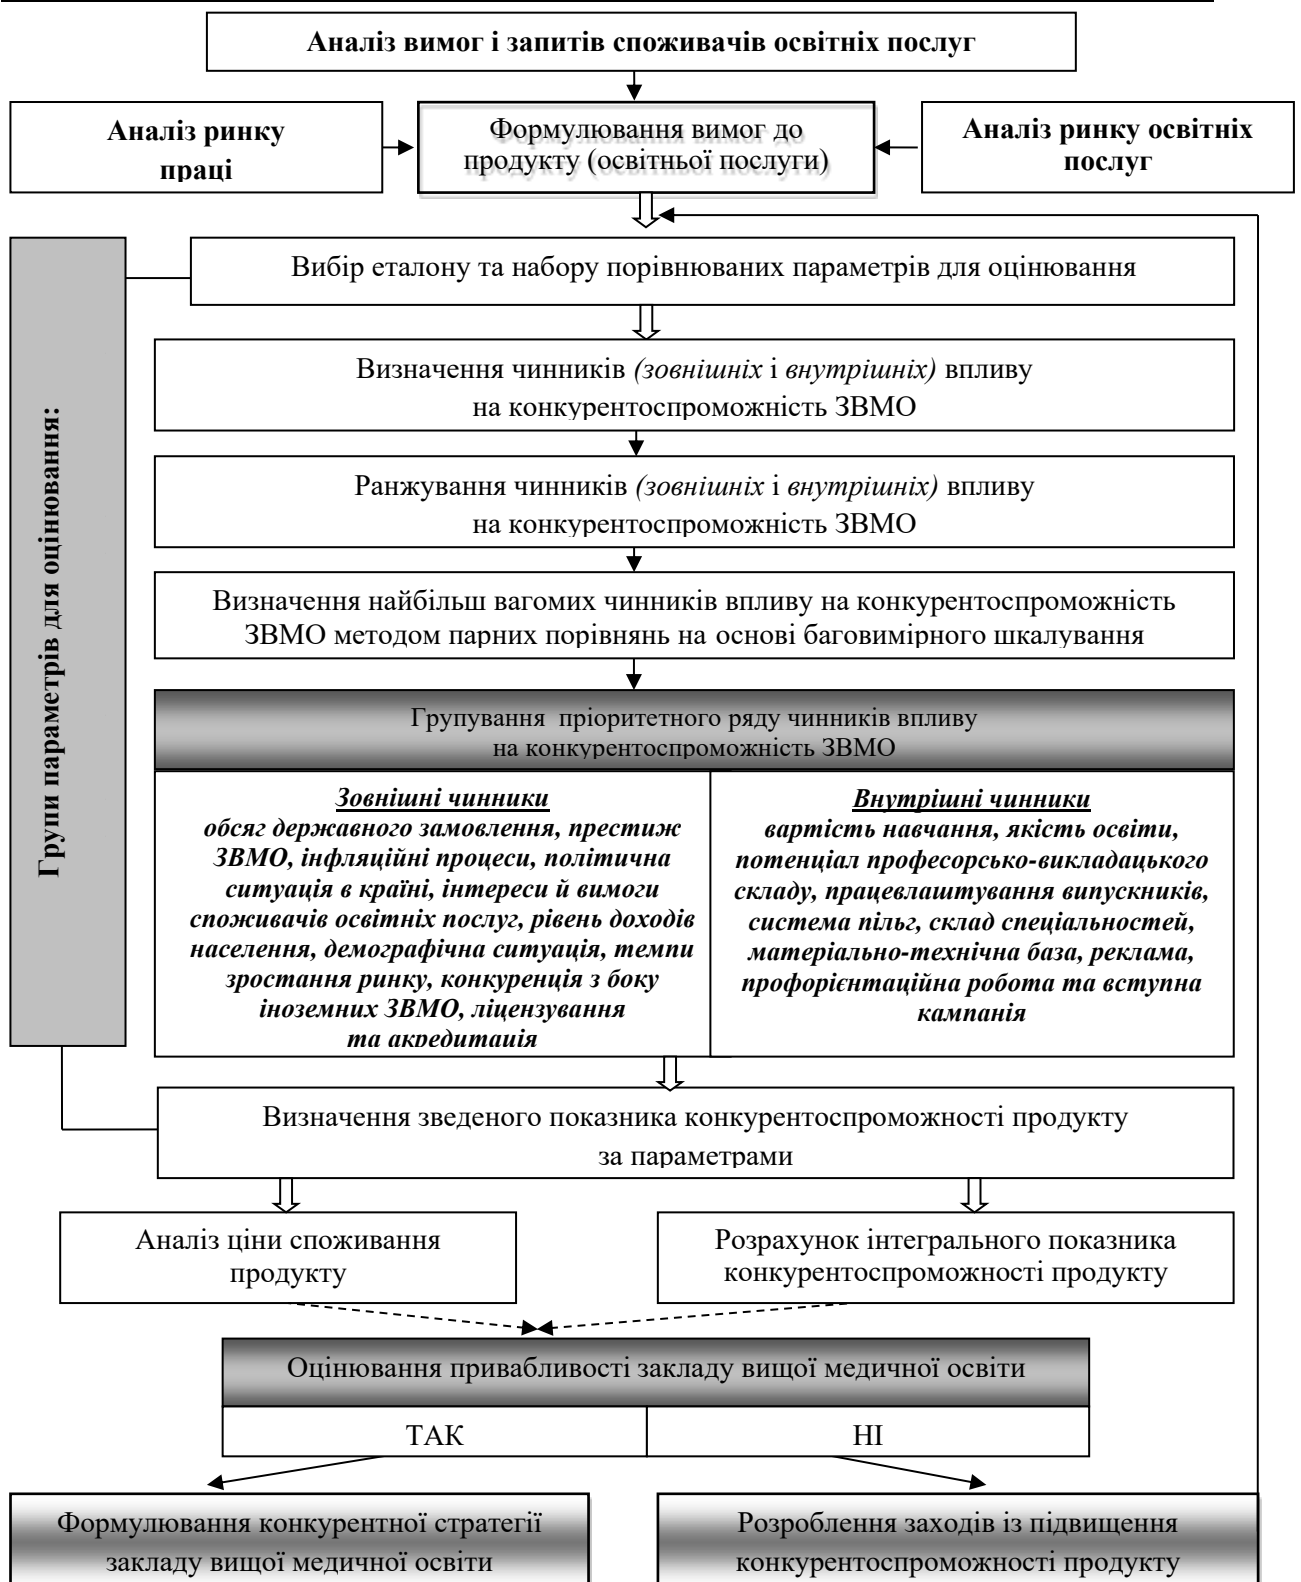 Аналіз вимог і запитів споживачів освітніх послуг
Аналіз ринку
праці
Формулювання вимог до
продукту (освітньої послуги)
Аналіз ринку освітніх
послуг
Групи параметрів для оцінювання:
Вибір еталону та набору порівнюваних параметрів для оцінювання
Визначення чинників (зовнішніх і внутрішніх) впливу
на конкурентоспроможність ЗВМО
Ранжування чинників (зовнішніх і внутрішніх) впливу
на конкурентоспроможність ЗВМО
Визначення найбільш вагомих чинників впливу на конкурентоспроможність
ЗВМО методом парних порівнянь на основі баговимірного шкалування
Групування пріоритетного ряду чинників впливу
на конкурентоспроможність ЗВМО
Зовнішні чинники
обсяг державного замовлення, престиж
ЗВМО, інфляційні процеси, політична
ситуація в країні, інтереси й вимоги
споживачів освітніх послуг, рівень доходів
населення, демографічна ситуація, темпи
зростання ринку, конкуренція з боку
іноземних ЗВМО, ліцензування
та акредитація
Внутрішні чинники
вартість навчання, якість освіти,
потенціал професорсько-викладацького
складу, працевлаштування випускників,
система пільг, склад спеціальностей,
матеріально-технічна база, реклама,
профорієнтаційна робота та вступна
кампанія
Визначення зведеного показника конкурентоспроможності продукту
за параметрами
Аналіз ціни споживання
продукту
Розрахунок інтегрального показника
конкурентоспроможності продукту
Оцінювання привабливості закладу вищої медичної освіти
ТАК
НІ
Формулювання конкурентної стратегії
закладу вищої медичної освіти
Розроблення заходів із підвищення
конкурентоспроможності продукту